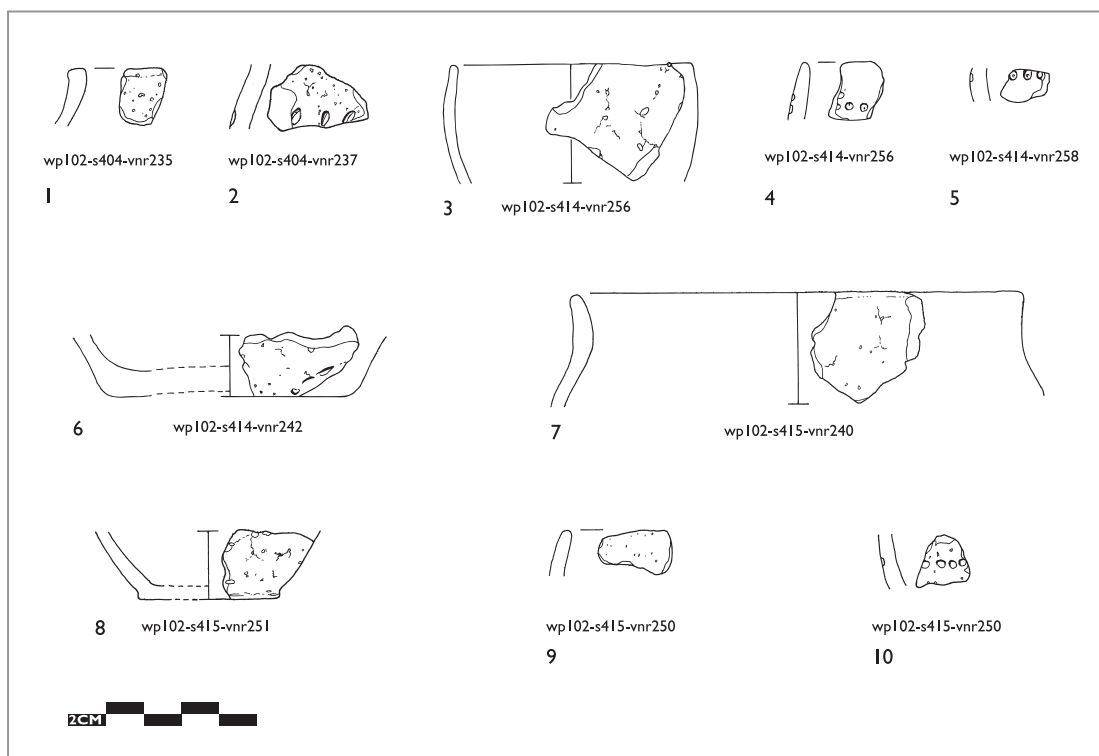 wp102-s404-vnr235
1
wp102-s404-vnr237
2
3
wp102-s414-vnr256
wp102-s414-vnr256
4
wp102-s414-vnr258
5
6
wp102-s414-vnr242
7
wp102-s415-vnr240
8
wp102-s415-vnr251
wp102-s415-vnr250
9
wp102-s415-vnr250
10
2CM